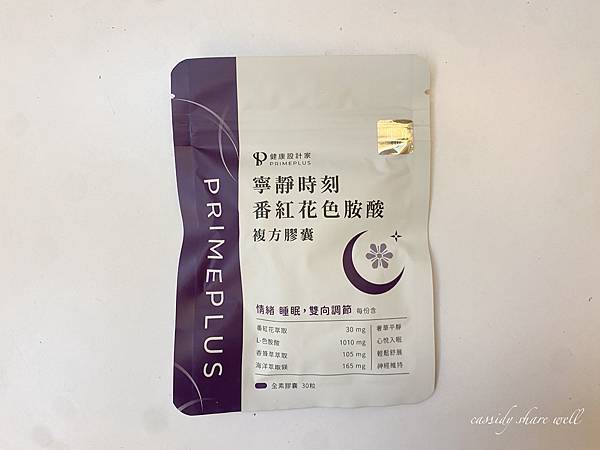 PRIMEPLUS
健康設計家
PRIMEPLUS
寧靜時刻
番紅花色胺酸
複方膠囊
情緒 睡眠，雙向調節 每份含
番紅花萃取 30 mg 奢華平靜
L-色胺酸 1010 mg 心悅入眠
香蜂草萃取 105 mg 輕鬆舒展
海洋萃取鎂 165 mg 神經維持
全素膠囊 30粒
cassidy share well